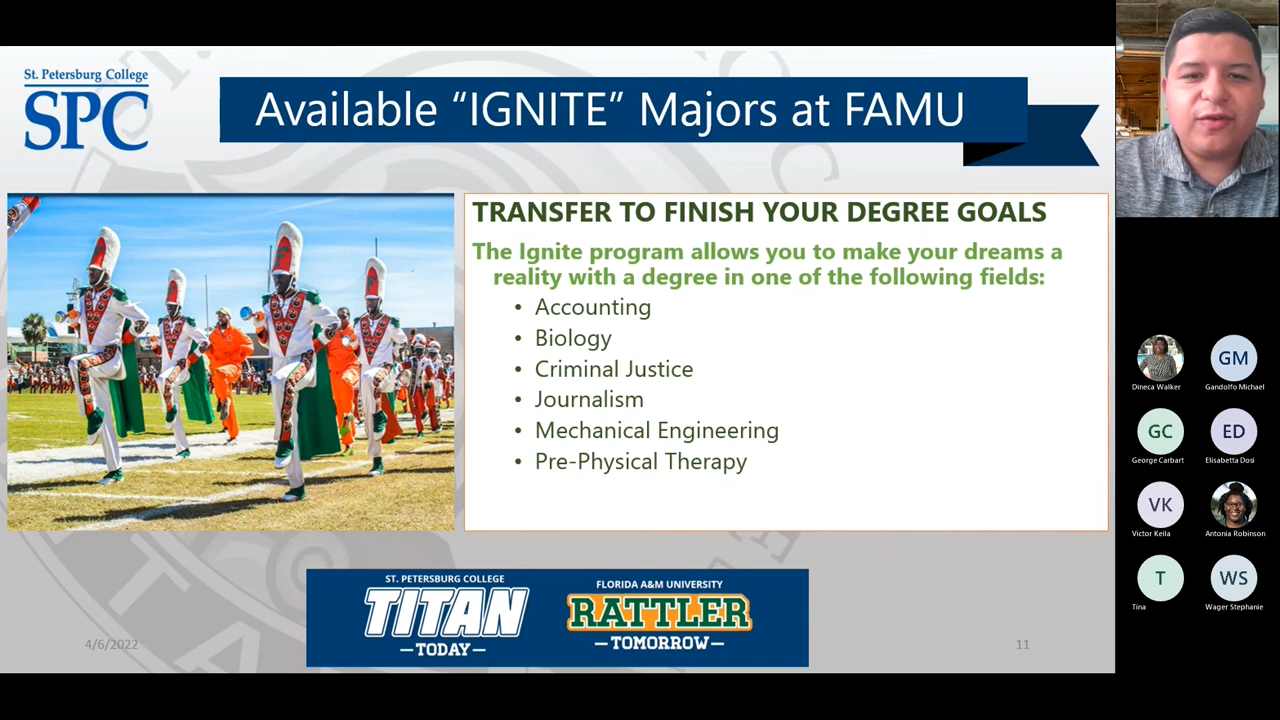 St. Petersburg College
SPC
Available “IGNITE” Majors at FAMU
TRANSFER TO FINISH YOUR DEGREE GOALS
The Ignite program allows you to make your dreams a
reality with a degree in one of the following fields:
• Accounting
• Biology
• Criminal Justice
• Journalism
• Mechanical Engineering
• Pre-Physical Therapy
ST. PETERSBURG COLLEGE
TITAN
—TODAY—
FLORIDA A&M UNIVERSITY
RATTLER
—TOMORROW—
4/6/2022
11
Dineca Walker
GM
Gandolfo Michael
GC
George Carbart
ED
Elisabetta Dosi
VK
Victor Keila
Antonia Robinson
T
Tina
WS
Wager Stephanie